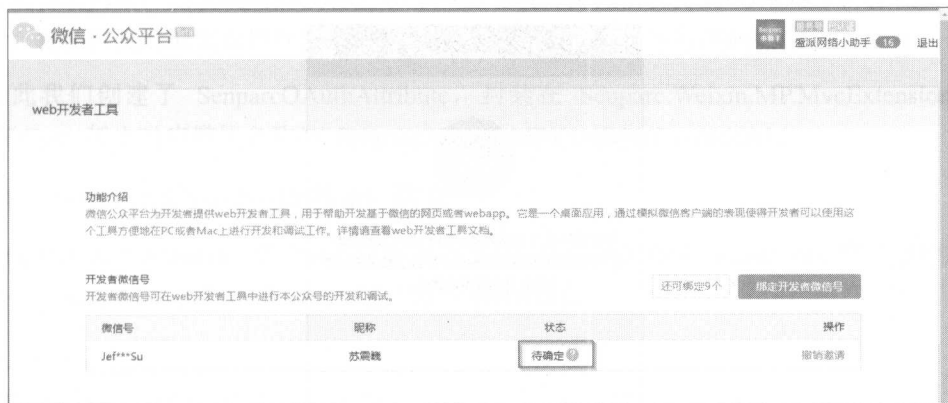 微信·公众平台
盟派网络小助手 16 退出
web开发者工具
功能介绍
微信公众平台为开发者提供web开发者工具，用于帮助开发基于微信的网页或者webapp。它是一个桌面应用，通过模拟微信客户端的表现使得开发者可以使用这
个工具方便地在PC或者Mac上进行开发和调试工作。详情请查看web开发者工具文档。
开发者微信号
开发者微信号可在web开发者工具中进行本公众号的开发和调试。
还可绑定9个 绑定开发者微信号
微信号 昵称 状态 操作
Jef***Su 苏震巍 待确定 撤销邀请